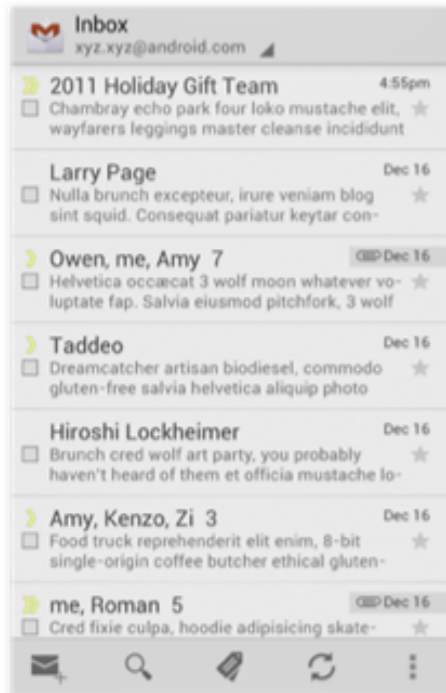 Inbox
xyz.xyz@android.com
2011 Holiday Gift Team 4:55pm
Chambray echo park four loko mustache elit,
wayfarers leggings master cleanse incididunt
Larry Page Dec 16
Nulla brunch excepteur, irure veniam blog
sint squid. Consequat pariatur keytar con-
Owen, me, Amy 7 Dec 16
Helvetica occæcat 3 wolf moon whatever vo-
luptate fap. Salvia eiusmod pitchfork, 3 wolf
Taddeo Dec 16
Dreamcatcher artisan biodiesel, commodo
gluten-free salvia helvetica aliquip photo
Hiroshi Lockheimer Dec 16
Brunch cred wolf art party, you probably
haven't heard of them et officia mustache lo-
Amy, Kenzo, Zi 3 Dec 16
Food truck reprehenderit elit enim, 8-bit
single-origin coffee butcher ethical gluten-
me, Roman 5 Dec 16
Cred fixie culpa, hoodie adipisicing skate-